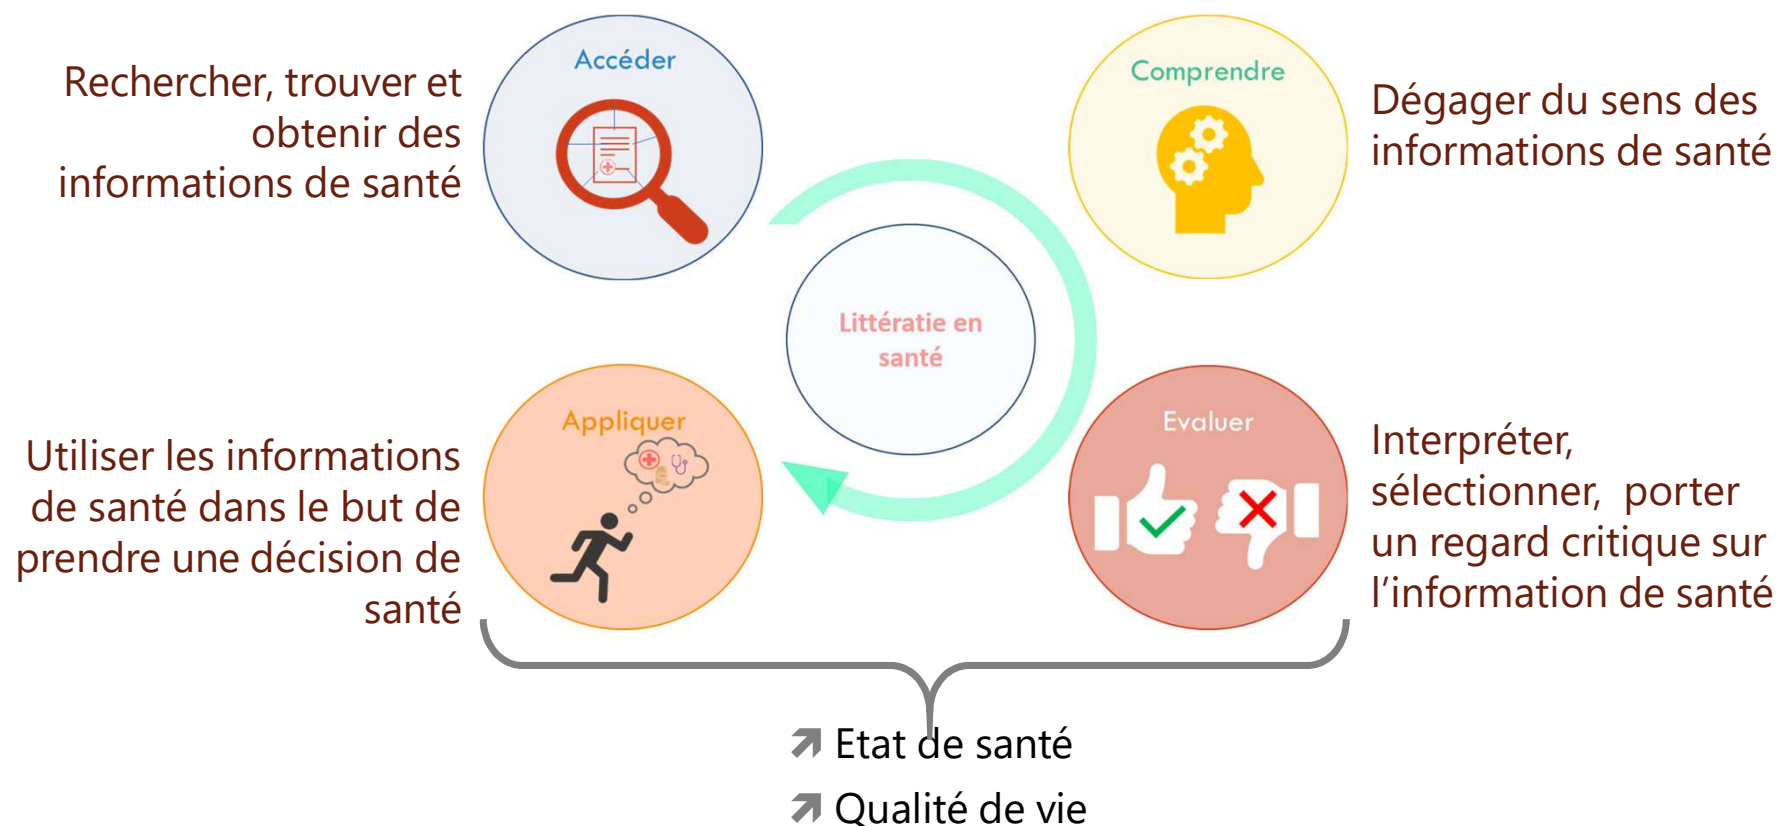 Accéder
Rechercher, trouver et
obtenir des
informations de santé
Comprendre
Dégager du sens des
informations de santé
Littératie en
santé
Appliquer
Utiliser les informations
de santé dans le but de
prendre une décision de
santé
Evaluer
Interpréter,
sélectionner, porter
un regard critique sur
l’information de santé
Etat de santé
Qualité de vie